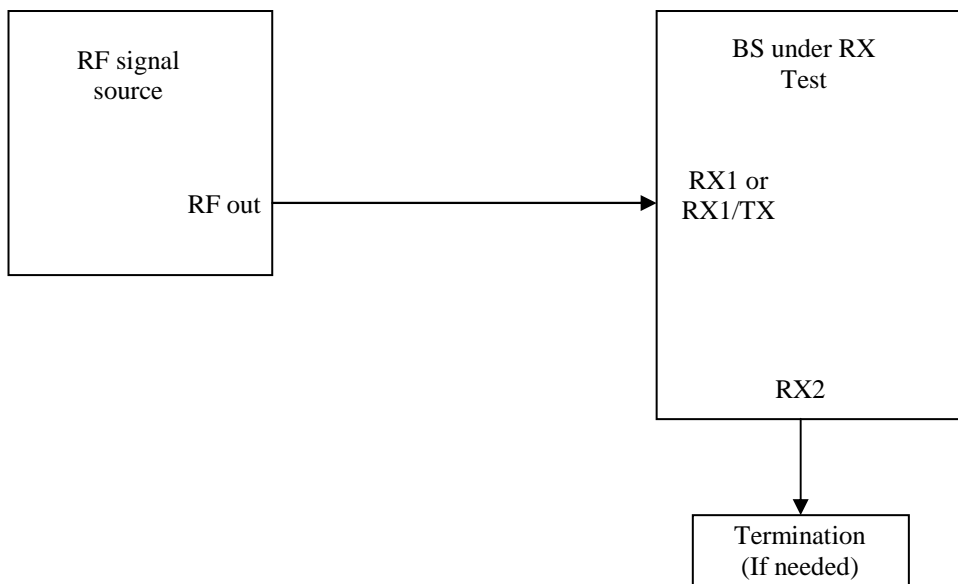 RF signal
source
RF out
BS under RX
Test
RX1 or
RX1/TX
RX2
Termination
(If needed)